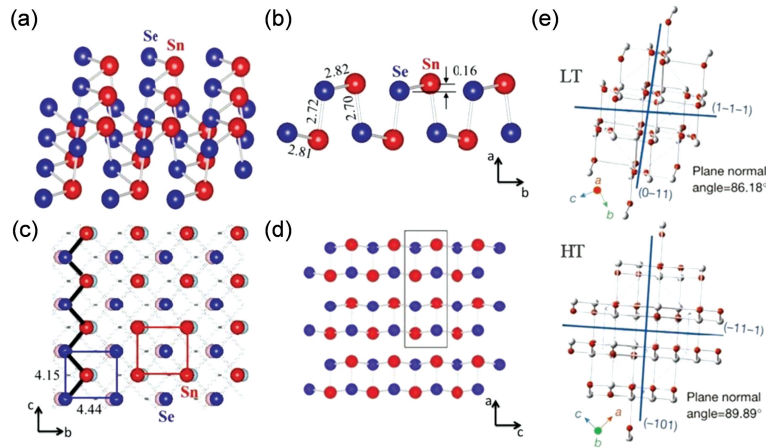 (a)
Se
Sn
(b)
2.82
Se
Sn
0.16
2.72
2.70
2.81
a
b
(c)
4.15
4.44
Sn
Se
c
b
(d)
a
c
(e)
LT
(1–1–1)
(0–11)
Plane normal
angle=86.18°
c
a
b
HT
(–11–1)
(–101)
Plane normal
angle=89.89°
c
a
b